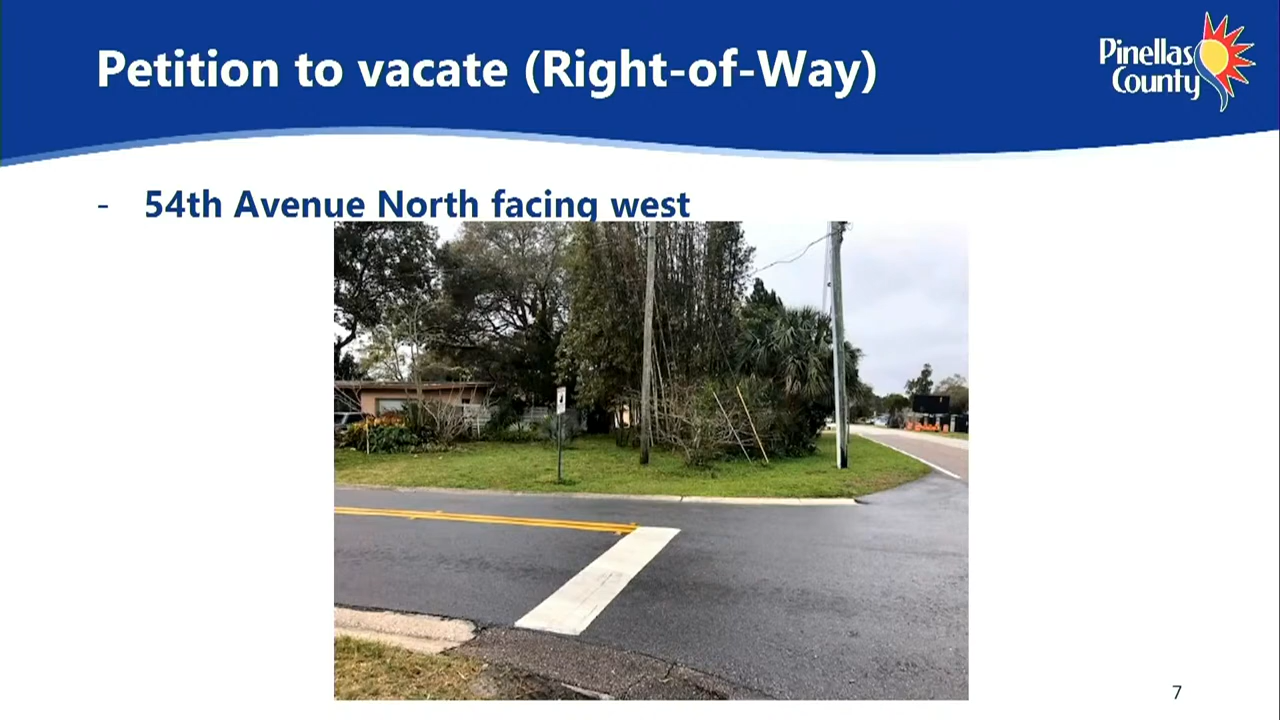 Petition to vacate (Right-of-Way)
Pinellas
County
- 54th Avenue North facing west
7